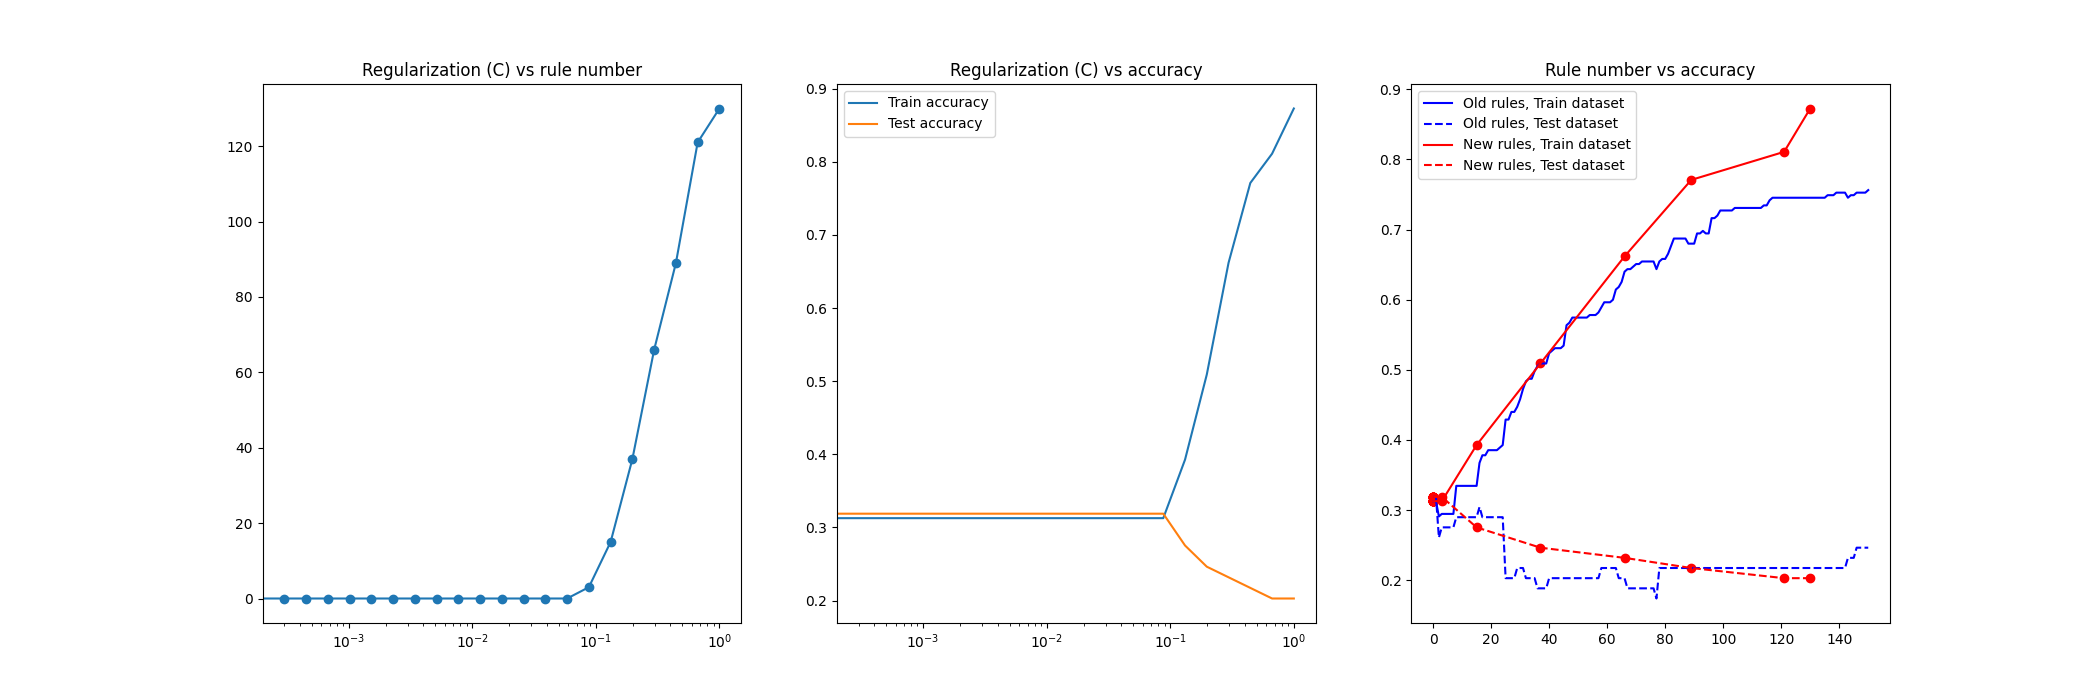 Regularization (C) vs rule number
120
100
80
60
40
20
0
10⁻³ 10⁻² 10⁻¹ 10⁰
Regularization (C) vs accuracy
Train accuracy
Test accuracy
0.9
0.8
0.7
0.6
0.5
0.4
0.3
0.2
10⁻³ 10⁻² 10⁻¹ 10⁰
Rule number vs accuracy
Old rules, Train dataset
Old rules, Test dataset
New rules, Train dataset
New rules, Test dataset
0.9
0.8
0.7
0.6
0.5
0.4
0.3
0.2
0 20 40 60 80 100 120 140